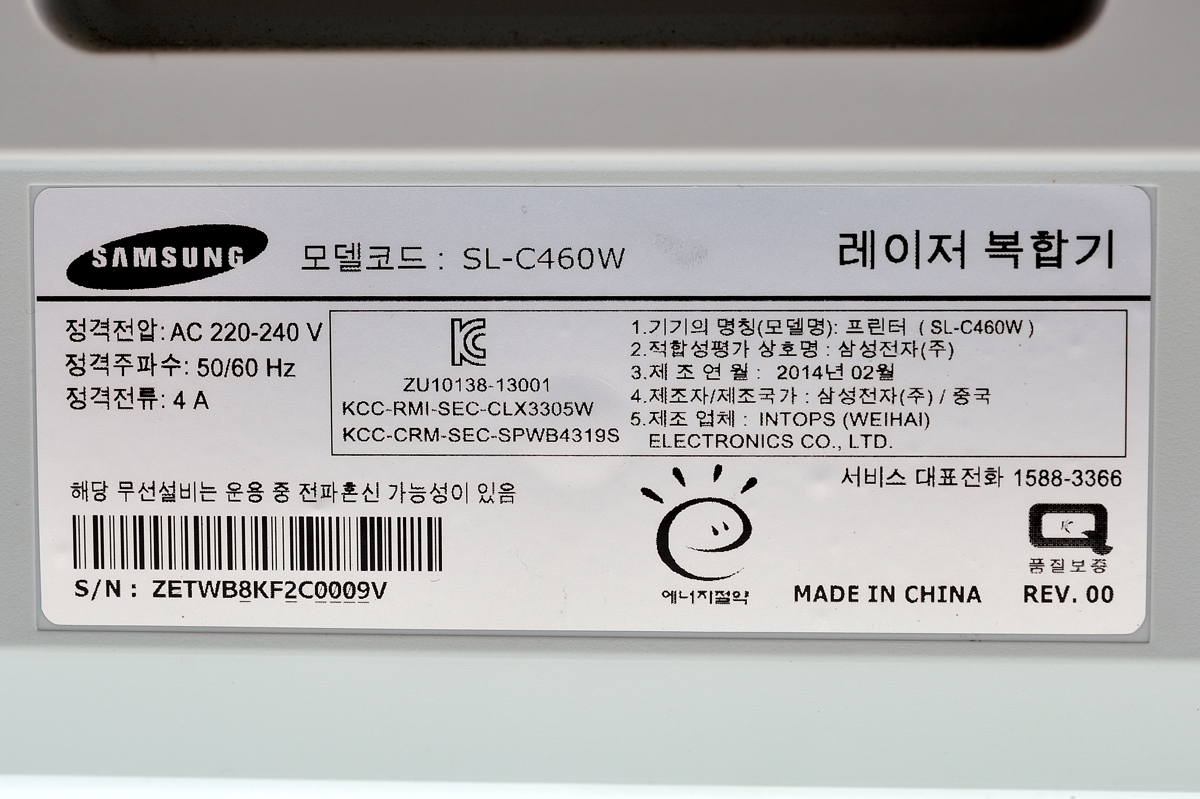 SAMSUNG 모델코드 : SL-C460W 레이저 복합기
정격전압: AC 220-240 V
정격주파수: 50/60 Hz
정격전류: 4 A
ZU10138-13001
KCC-RMI-SEC-CLX3305W
KCC-CRM-SEC-SPWB4319S
1.기기의 명칭(모델명): 프린터 ( SL-C460W )
2.적합성평가 상호명 : 삼성전자(주)
3.제 조 연 월 : 2014년 02월
4.제조자/제조국가 : 삼성전자(주) / 중국
5.제조 업체 : INTOPS (WEIHAI)
ELECTRONICS CO., LTD.
해당 무선설비는 운용 중 전파혼신 가능성이 있음
S/N : ZETWB8KF2C0009V
에너지절약
서비스 대표전화 1588-3366
K
품질보증
MADE IN CHINA REV. 00